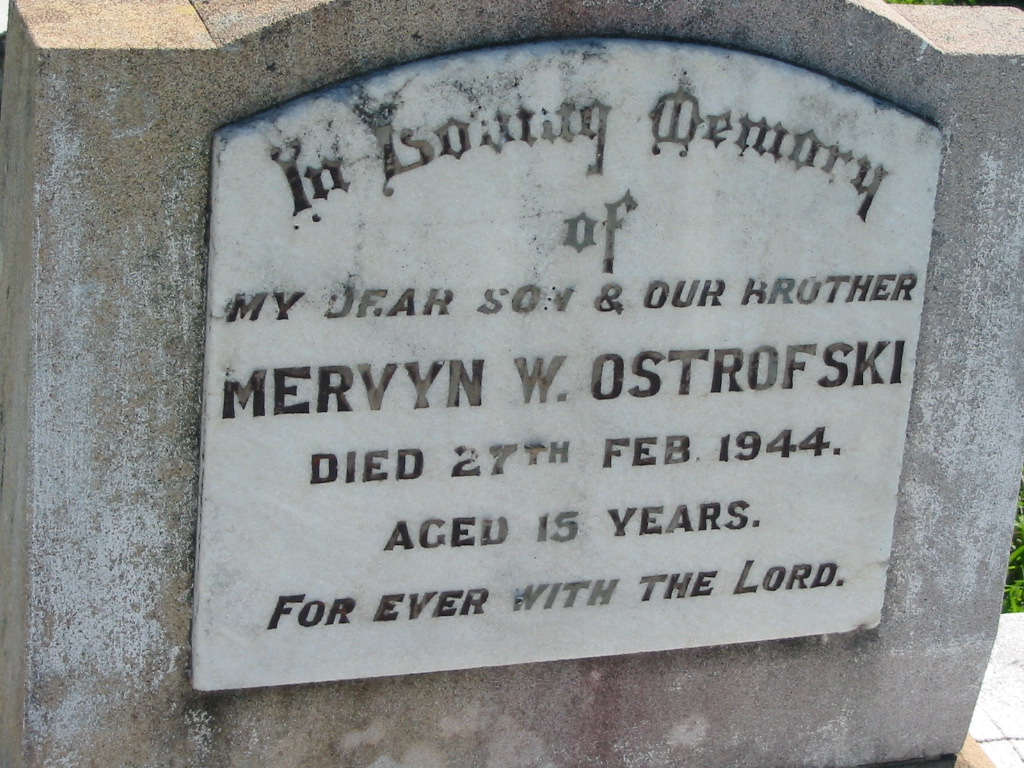 In Loving Memory
of
MY DEAR SON & OUR BROTHER
MERVYN W. OSTROFSKI
DIED 27TH FEB. 1944.
AGED 15 YEARS.
FOR EVER WITH THE LORD.